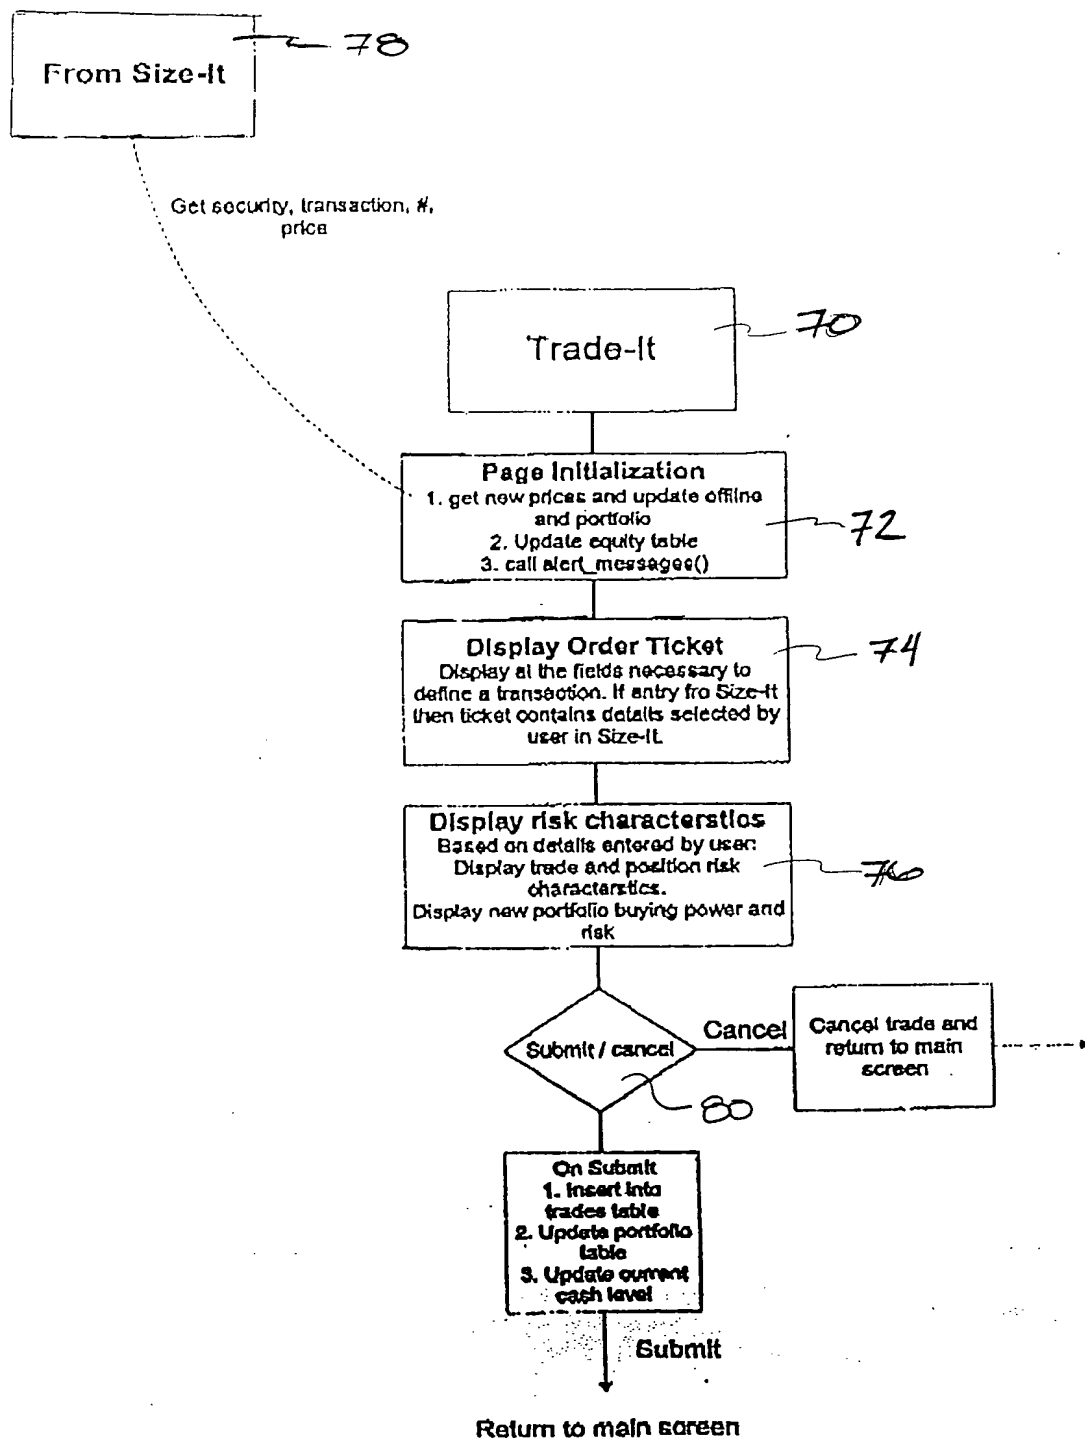 78
From Size-It
Get security, transaction, #,
price
70
Trade-It
Page Initialization
1. get new prices and update offline
and portfolio
2. Update equity table
3. call alert_messages()
72
Display Order Ticket
Display al the fields necessary to
define a transaction. If entry fro Size-It
then ticket contains details selected by
user in Size-It.
74
Display risk characterstics
Based on details entered by user:
Display trade and position risk
characterstics.
Display new portfolio buying power and
risk
76
Submit / cancel
80
Cancel
Cancel trade and
return to main
screen
On Submit
1. Insert into
trades table
2. Update portfolio
table
3. Update current
cash level
Submit
Return to main screen